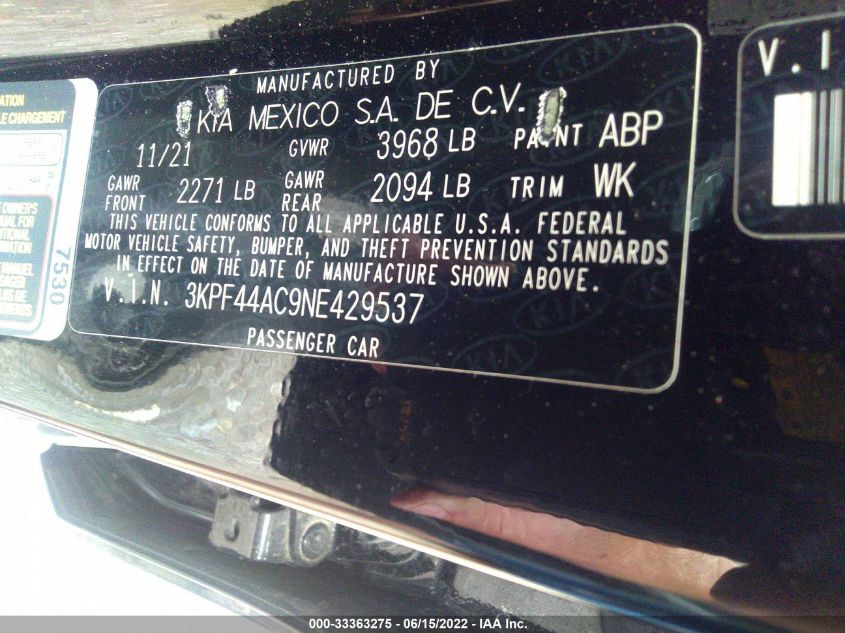 MANUFACTURED BY
KIA MEXICO S.A. DE C.V.
11/21 GVWR 3968 LB PAINT ABP
GAWR FRONT 2271 LB GAWR REAR 2094 LB TRIM WK
THIS VEHICLE CONFORMS TO ALL APPLICABLE U.S.A. FEDERAL
MOTOR VEHICLE SAFETY, BUMPER, AND THEFT PREVENTION STANDARDS
IN EFFECT ON THE DATE OF MANUFACTURE SHOWN ABOVE.
V.I.N. 3KPF44AC9NE429537
PASSENGER CAR
V.I
7530
000-33363275 - 06/15/2022 - IAA Inc.